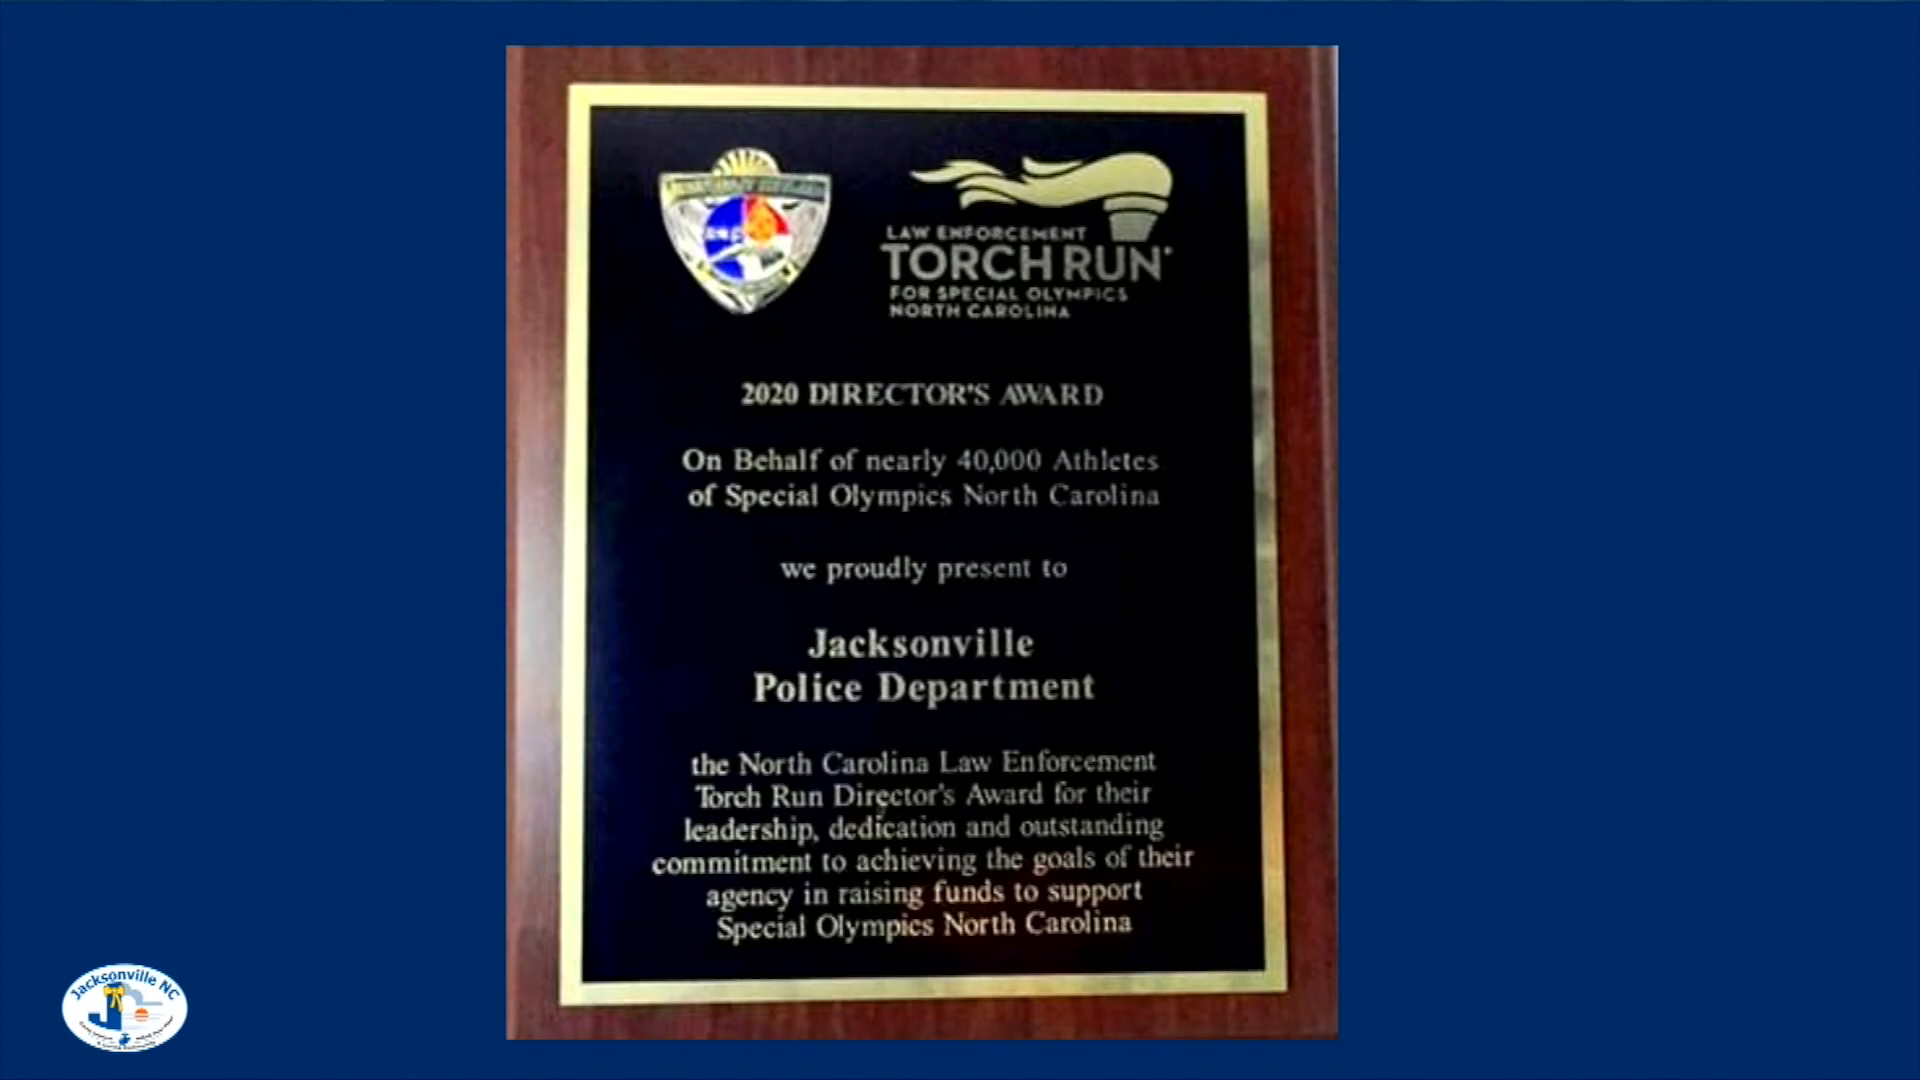 LAW ENFORCEMENT
TORCH RUN
FOR SPECIAL OLYMPICS
NORTH CAROLINA
2020 DIRECTOR'S AWARD
On Behalf of nearly 40,000 Athletes
of Special Olympics North Carolina
we proudly present to
Jacksonville
Police Department
the North Carolina Law Enforcement
Torch Run Director's Award for their
leadership, dedication and outstanding
commitment to achieving the goals of their
agency in raising funds to support
Special Olympics North Carolina
Jacksonville NC